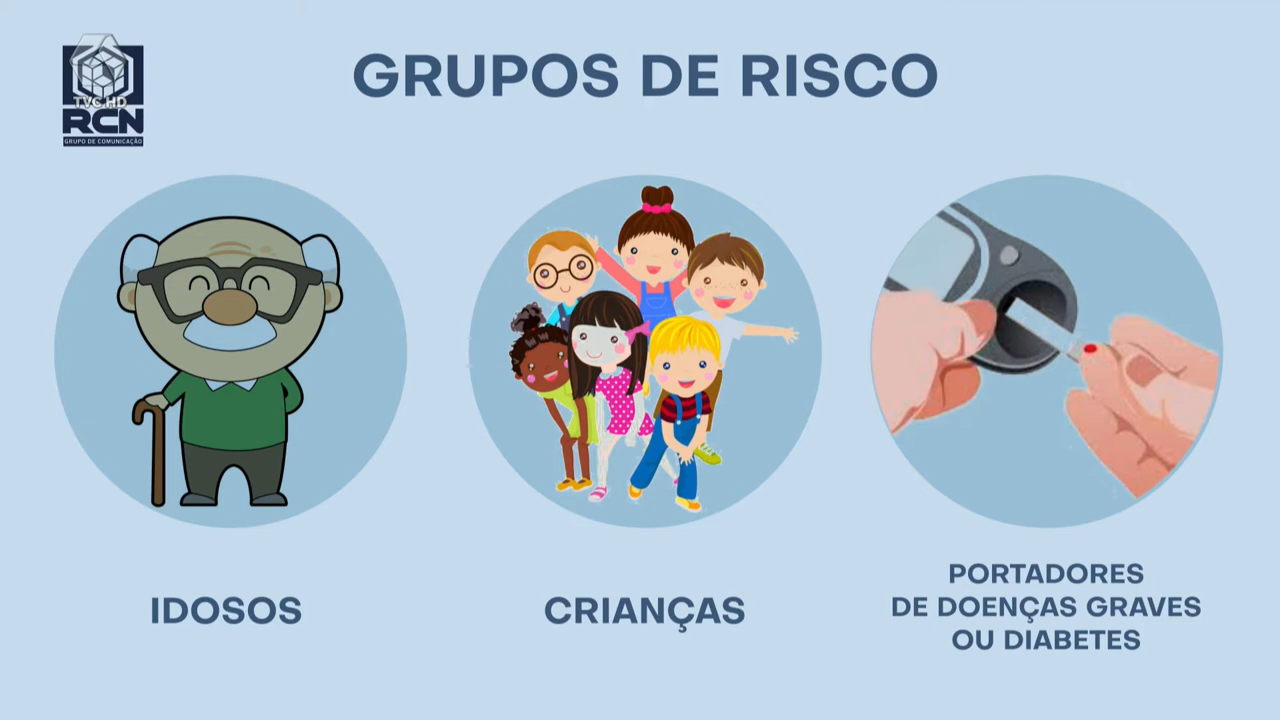 GRUPOS DE RISCO
TVC.HD
RCN
GRUPO DE COMUNICAÇÃO
IDOSOS
CRIANÇAS
PORTADORES
DE DOENÇAS GRAVES
OU DIABETES